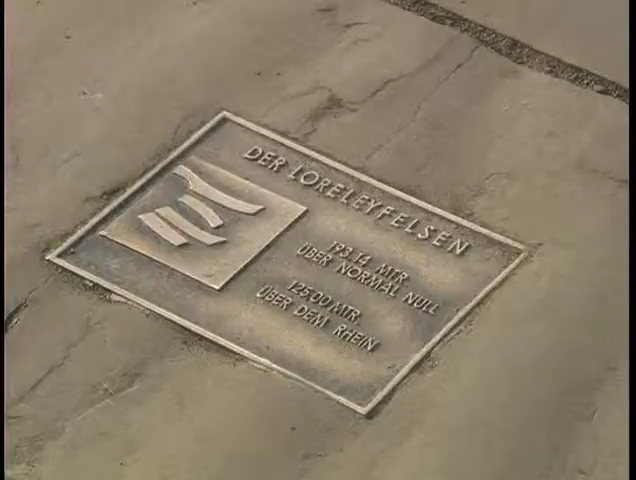 DER LORELEYFELSEN
193,14 MTR.
ÜBER NORMAL NULL
125,00 MTR.
ÜBER DEM RHEIN